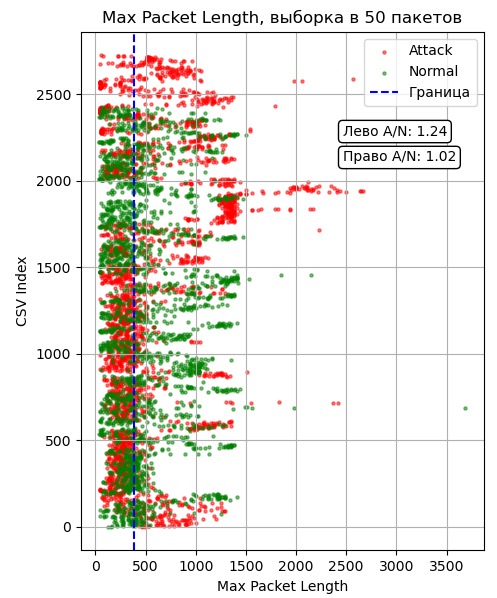 Max Packet Length, выборка в 50 пакетов
Attack
Normal
Граница
Лево A/N: 1.24
Право A/N: 1.02
CSV Index
2500
2000
1500
1000
500
0
0 500 1000 1500 2000 2500 3000 3500
Max Packet Length